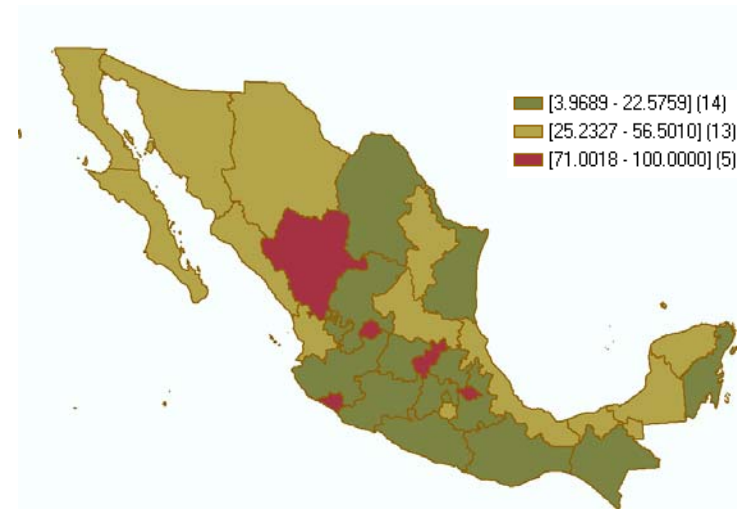 [3.9689 - 22.5759] (14)
[25.2327 - 56.5010] (13)
[71.0018 - 100.0000] (5)